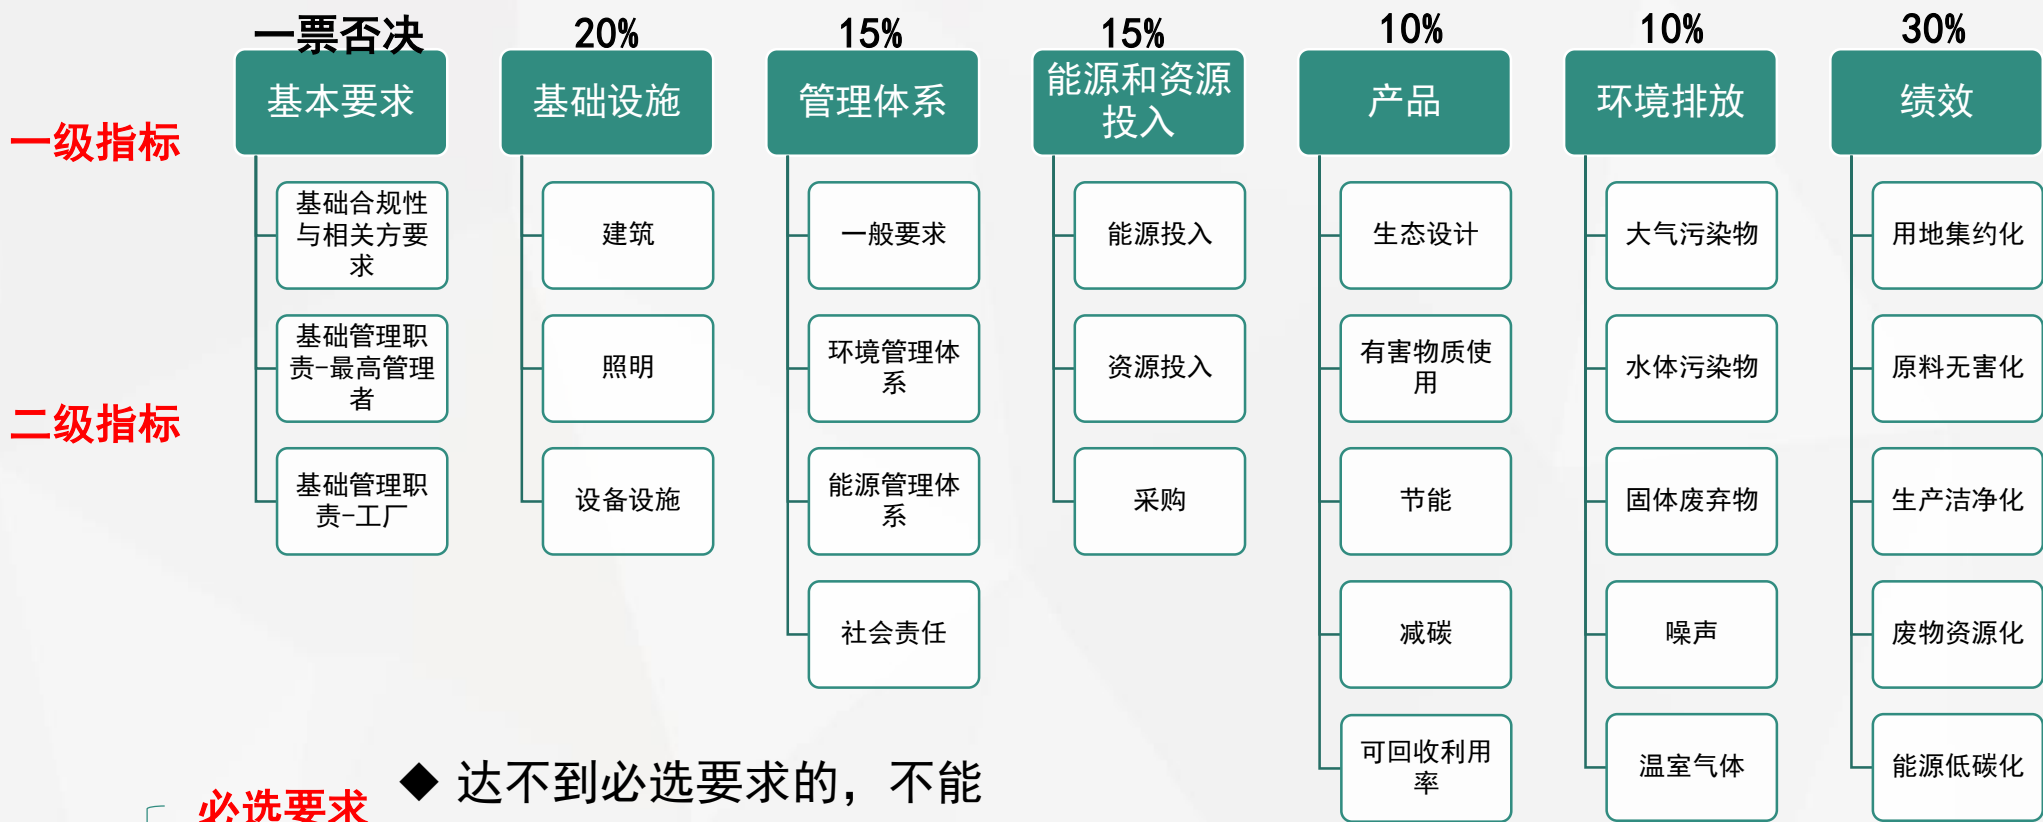 一票否决
20%
15%
15%
10%
10%
30%
基本要求
基础设施
管理体系
能源和资源
投入
产品
环境排放
绩效
一级指标
基础合规性
与相关方要
求
建筑
一般要求
能源投入
生态设计
大气污染物
用地集约化
基础管理职
责-最高管理
者
照明
环境管理体
系
资源投入
有害物质使
用
水体污染物
原料无害化
二级指标
基础管理职
责-工厂
设备设施
能源管理体
系
采购
节能
固体废弃物
生产洁净化
社会责任
减碳
噪声
废物资源化
可回收利用
率
温室气体
能源低碳化
必选要求
◆ 达不到必选要求的，不能